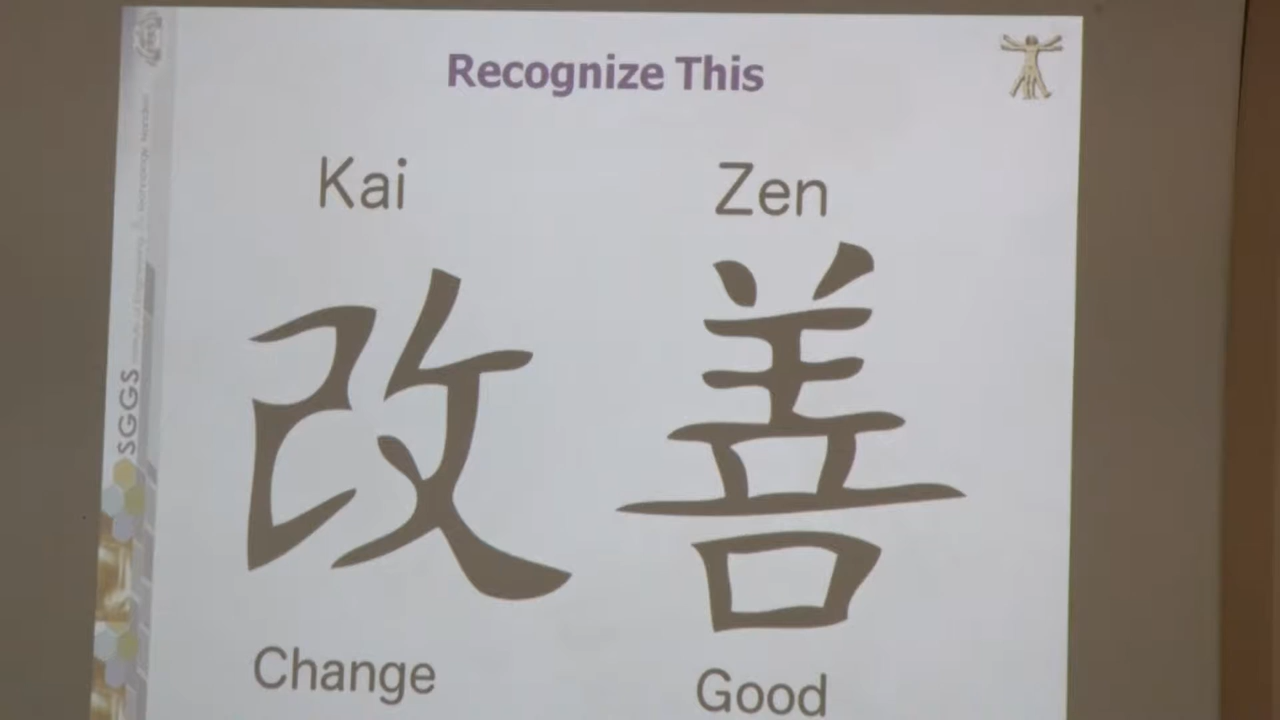 Recognize This
Kai Zen
改善
Change Good
SGGS